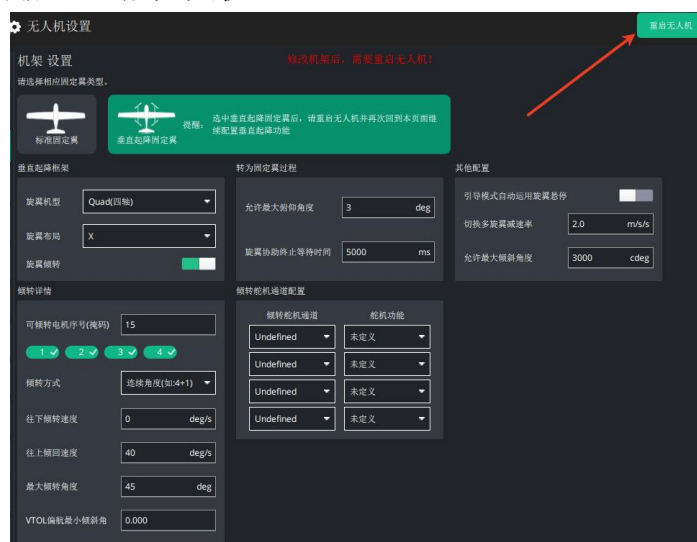 无人机设置
重启无人机
机架 设置
修改机架后，需要重启无人机！
请选择相应固定翼类型。
标准固定翼
垂直起降固定翼
提醒：
选中垂直起降固定翼后，请重启无人机并再次回到本页面继
续配置垂直起降功能
垂直起降框架
旋翼机型 Quad(四轴)
旋翼布局 X
旋翼倾转
转为固定翼过程
允许最大俯仰角度 3 deg
旋翼协助终止等待时间 5000 ms
其他配置
引导模式自动运用旋翼悬停
切换多旋翼减速率 2.0 m/s/s
允许最大倾斜角度 3000 cdeg
倾转详情
可倾转电机序号(掩码) 15
1 2 3 4
倾转方式 连续角度(如:4+1)
往下倾转速度 0 deg/s
往上倾回速度 40 deg/s
最大倾转角度 45 deg
VTOL偏航最小倾斜角 0.000
倾转舵机通道配置
倾转舵机通道 舵机功能
Undefined 未定义
Undefined 未定义
Undefined 未定义
Undefined 未定义